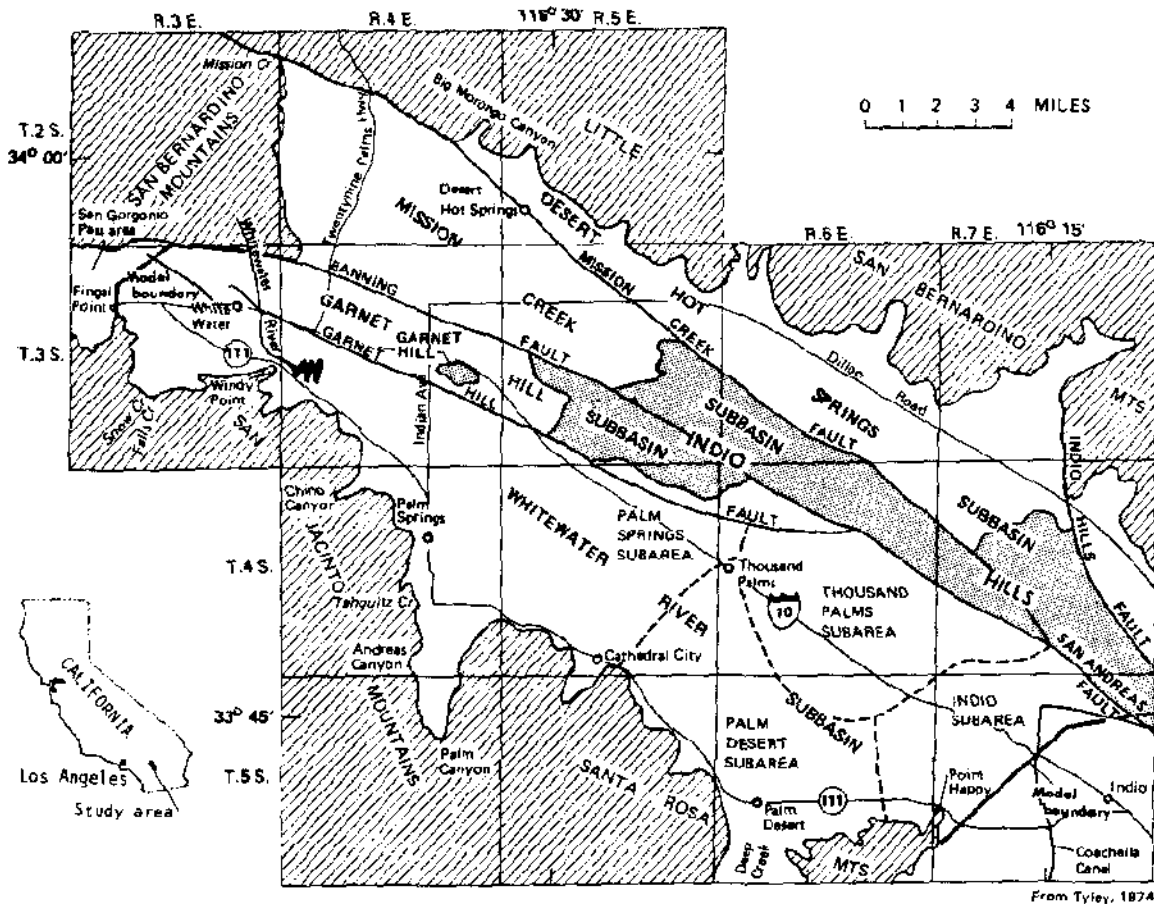 R.3 E.
R.4 E.
116° 30'
R.5 E.
Mission Cr
SAN BERNARDINO
MOUNTAINS
Twentynine Palms Hwy
Big Morongo Canyon
LITTLE
0 1 2 3 4 MILES
T.2 S.
34° 00'
San Gorgonio
Pass area
Whitewater
River
MISSION
Desert
Hot Springs
DESERT
MISSION
SAN
R.6 E.
R.7 E.
116° 15'
BERNARDINO
MTS
Model
boundary
Fingal
Point
White
Water
BANNING
GARNET
GARNET
GARNET
HILL
CREEK
HOT
CREEK
FAULT
T.3 S.
111
Windy
Point
Snow Cr
Falls Cr
SAN
Indian Ave
HILL
HILL
SUBBASIN
SUBBASIN
INDIO
FAULT
SPRINGS
Dillon
Road
INDIO
HILLS
FAULT
Chino
Canyon
JACINTO
Palm
Springs
WHITEWATER
PALM
SPRINGS
SUBAREA
FAULT
SUBBASIN
HILLS
T.4 S.
Tahquitz Cr
Thousand
Palms
RIVER
10
THOUSAND
PALMS
SUBAREA
SAN ANDREAS
FAULT
Andreas
Canyon
Cathedral City
MOUNTAINS
CALIFORNIA
Los Angeles
Study area
33° 45'
Palm
Canyon
SANTA
ROSA
MTS
PALM
DESERT
SUBAREA
SUBBASIN
INDIO
SUBAREA
T.5 S.
Palm
Desert
111
Point
Happy
Model
boundary
Indio
Deep
Creek
Coachella
Canal
From Tyley, 1974